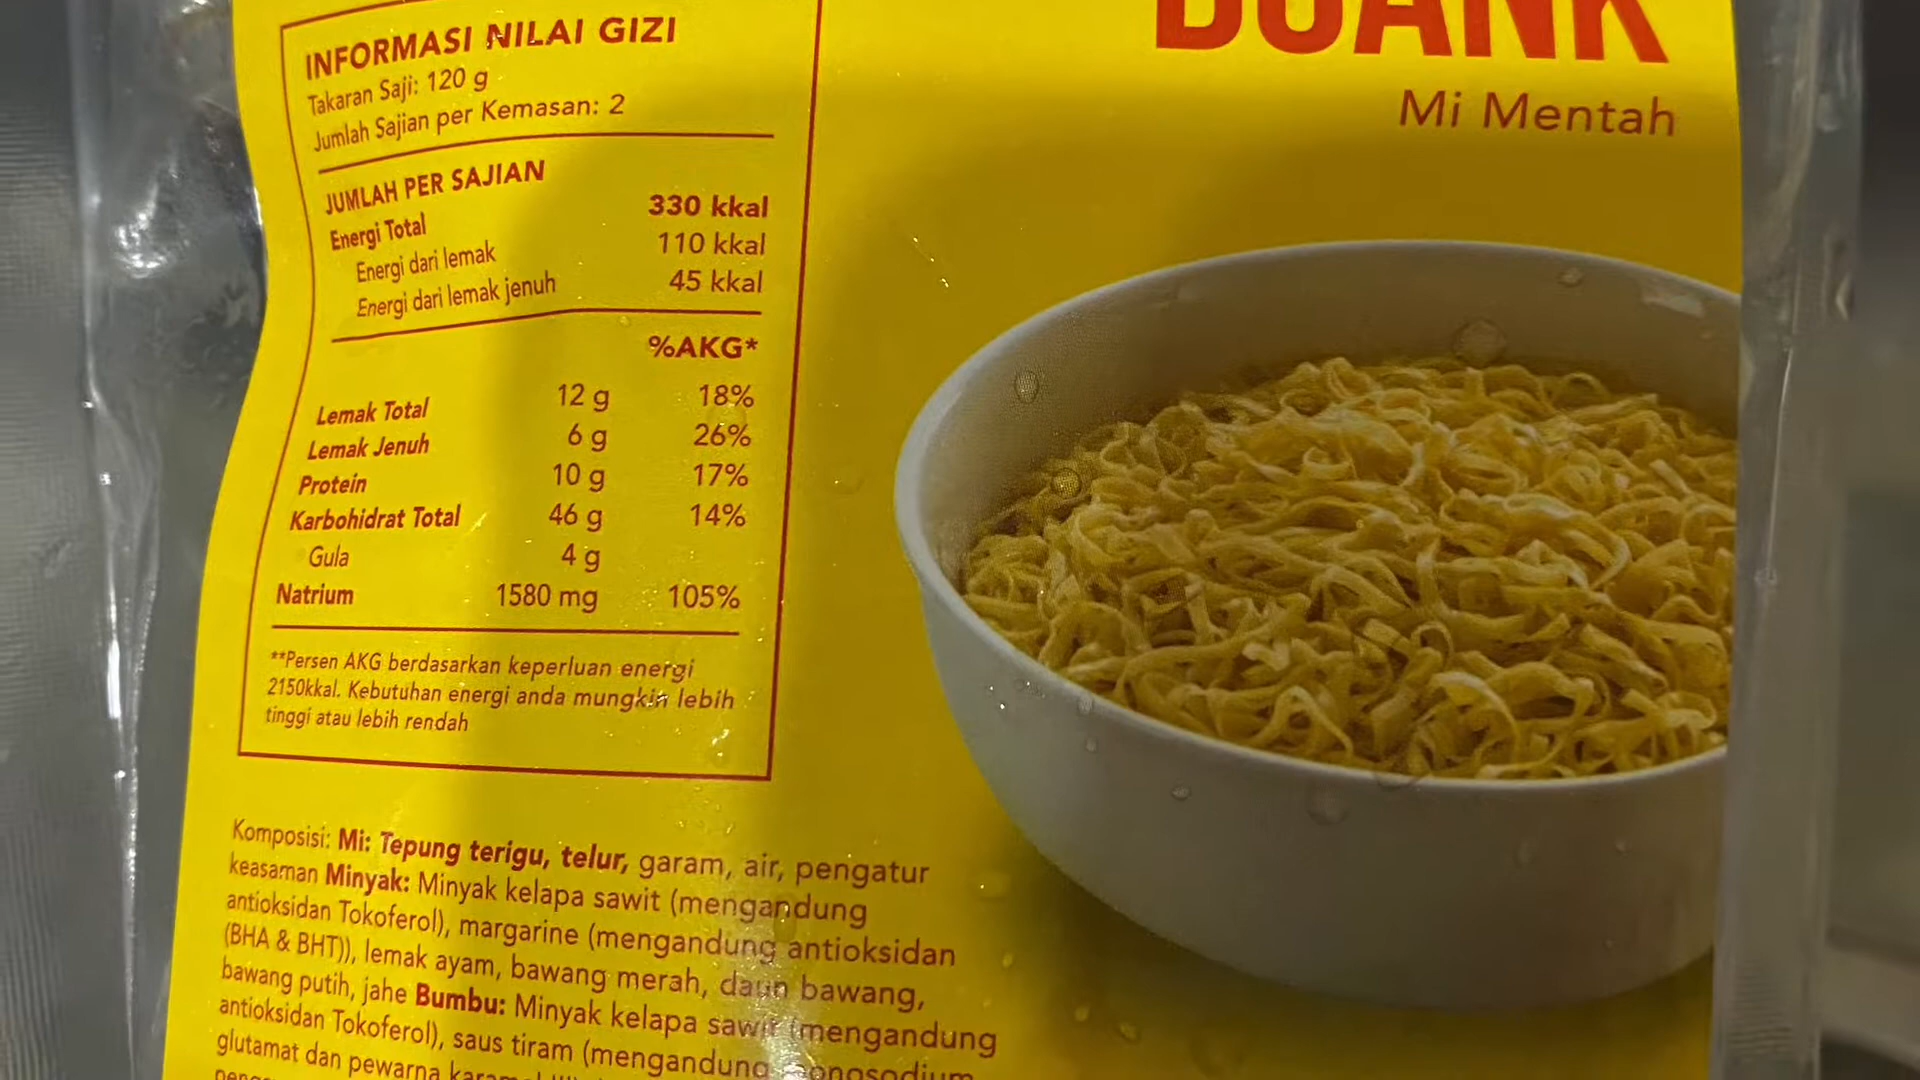 INFORMASI NILAI GIZI
Takaran Saji: 120 g
Jumlah Sajian per Kemasan: 2
JUMLAH PER SAJIAN
Energi Total 330 kkal
Energi dari lemak 110 kkal
Energi dari lemak jenuh 45 kkal
%AKG*
Lemak Total 12 g 18%
Lemak Jenuh 6 g 26%
Protein 10 g 17%
Karbohidrat Total 46 g 14%
Gula 4 g
Natrium 1580 mg 105%
**Persen AKG berdasarkan keperluan energi
2150kkal. Kebutuhan energi anda mungkin lebih
tinggi atau lebih rendah
Komposisi: Mi: Tepung terigu, telur, garam, air, pengatur
keasaman Minyak: Minyak kelapa sawit (mengandung
antioksidan Tokoferol), margarine (mengandung antioksidan
(BHA & BHT)), lemak ayam, bawang merah, daun bawang,
bawang putih, jahe Bumbu: Minyak kelapa sawit (mengandung
antioksidan Tokoferol), saus tiram (mengandung monosodium
glutamat dan pewarna
Mi Mentah